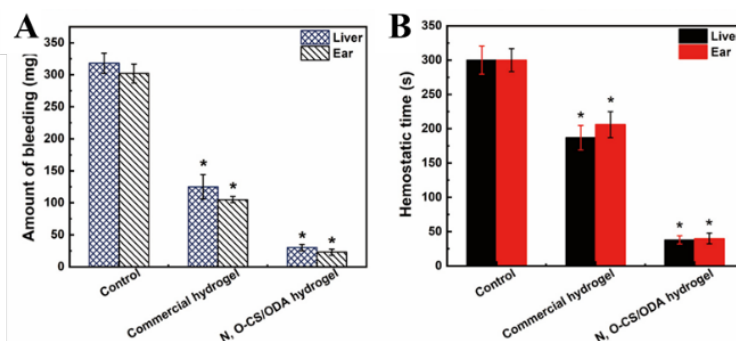 A
Amount of bleeding (mg)
350
300
250
200
150
100
50
0
Liver
Ear
*
*
*
*
Control
Commercial hydrogel
N, O-CS/ODA hydrogel
B
Hemostatic time (s)
350
300
250
200
150
100
50
0
Liver
Ear
*
*
*
*
Control
Commercial hydrogel
N, O-CS/ODA hydrogel